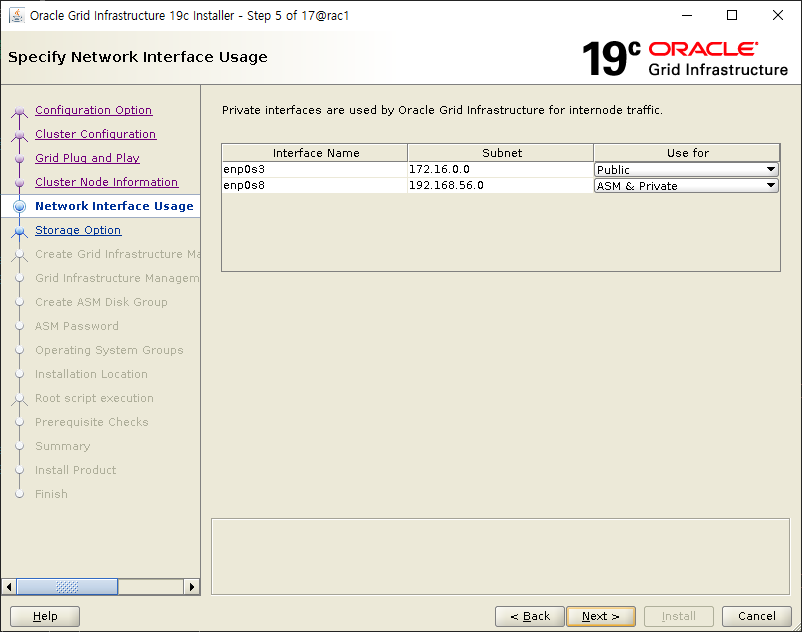 Oracle Grid Infrastructure 19c Installer - Step 5 of 17@rac1
Specify Network Interface Usage
19c ORACLE
Grid Infrastructure
Configuration Option
Cluster Configuration
Grid Plug and Play
Cluster Node Information
Network Interface Usage
Storage Option
Create Grid Infrastructure Ma
Grid Infrastructure Managem
Create ASM Disk Group
ASM Password
Operating System Groups
Installation Location
Root script execution
Prerequisite Checks
Summary
Install Product
Finish
Private interfaces are used by Oracle Grid Infrastructure for internode traffic.
Interface Name Subnet Use for
enp0s3 172.16.0.0 Public
enp0s8 192.168.56.0 ASM & Private
Help < Back Next > Install Cancel